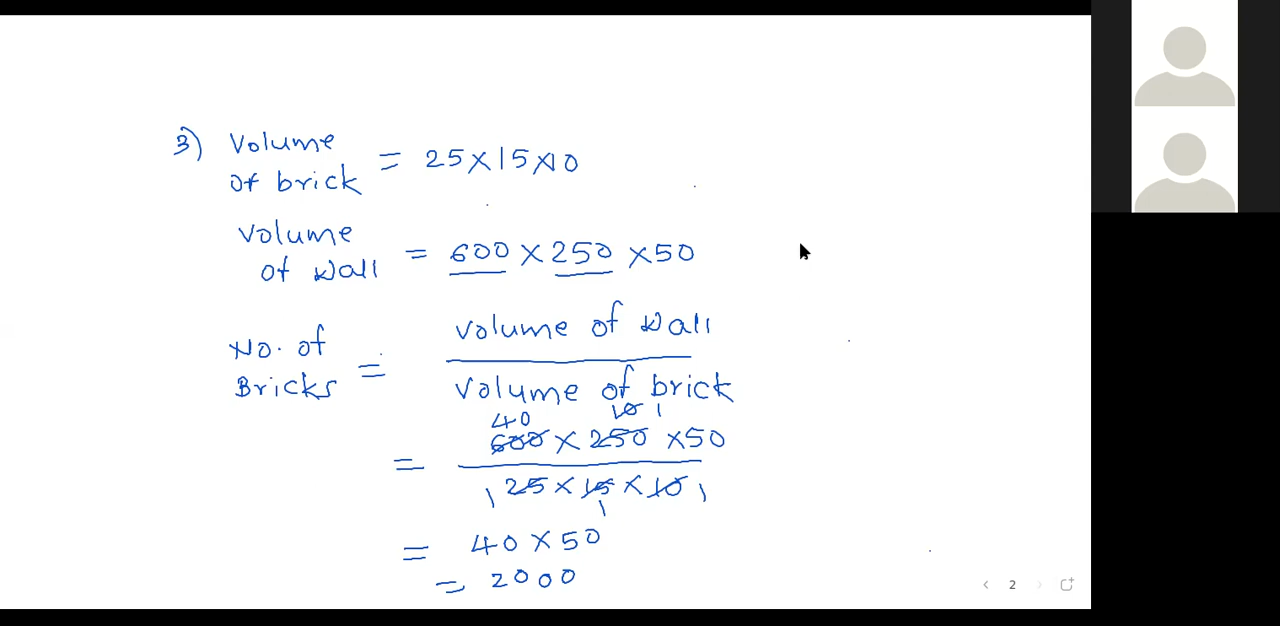 3) Volume
of brick = 25 × 15 × 10
Volume
of Wall = 600 × 250 × 50
No. of
Bricks =
Volume of Wall
Volume of brick
40 10 1
= 600 × 250 × 50
1 25 × 15 × 10 1
1
= 40 × 50
= 2000
2